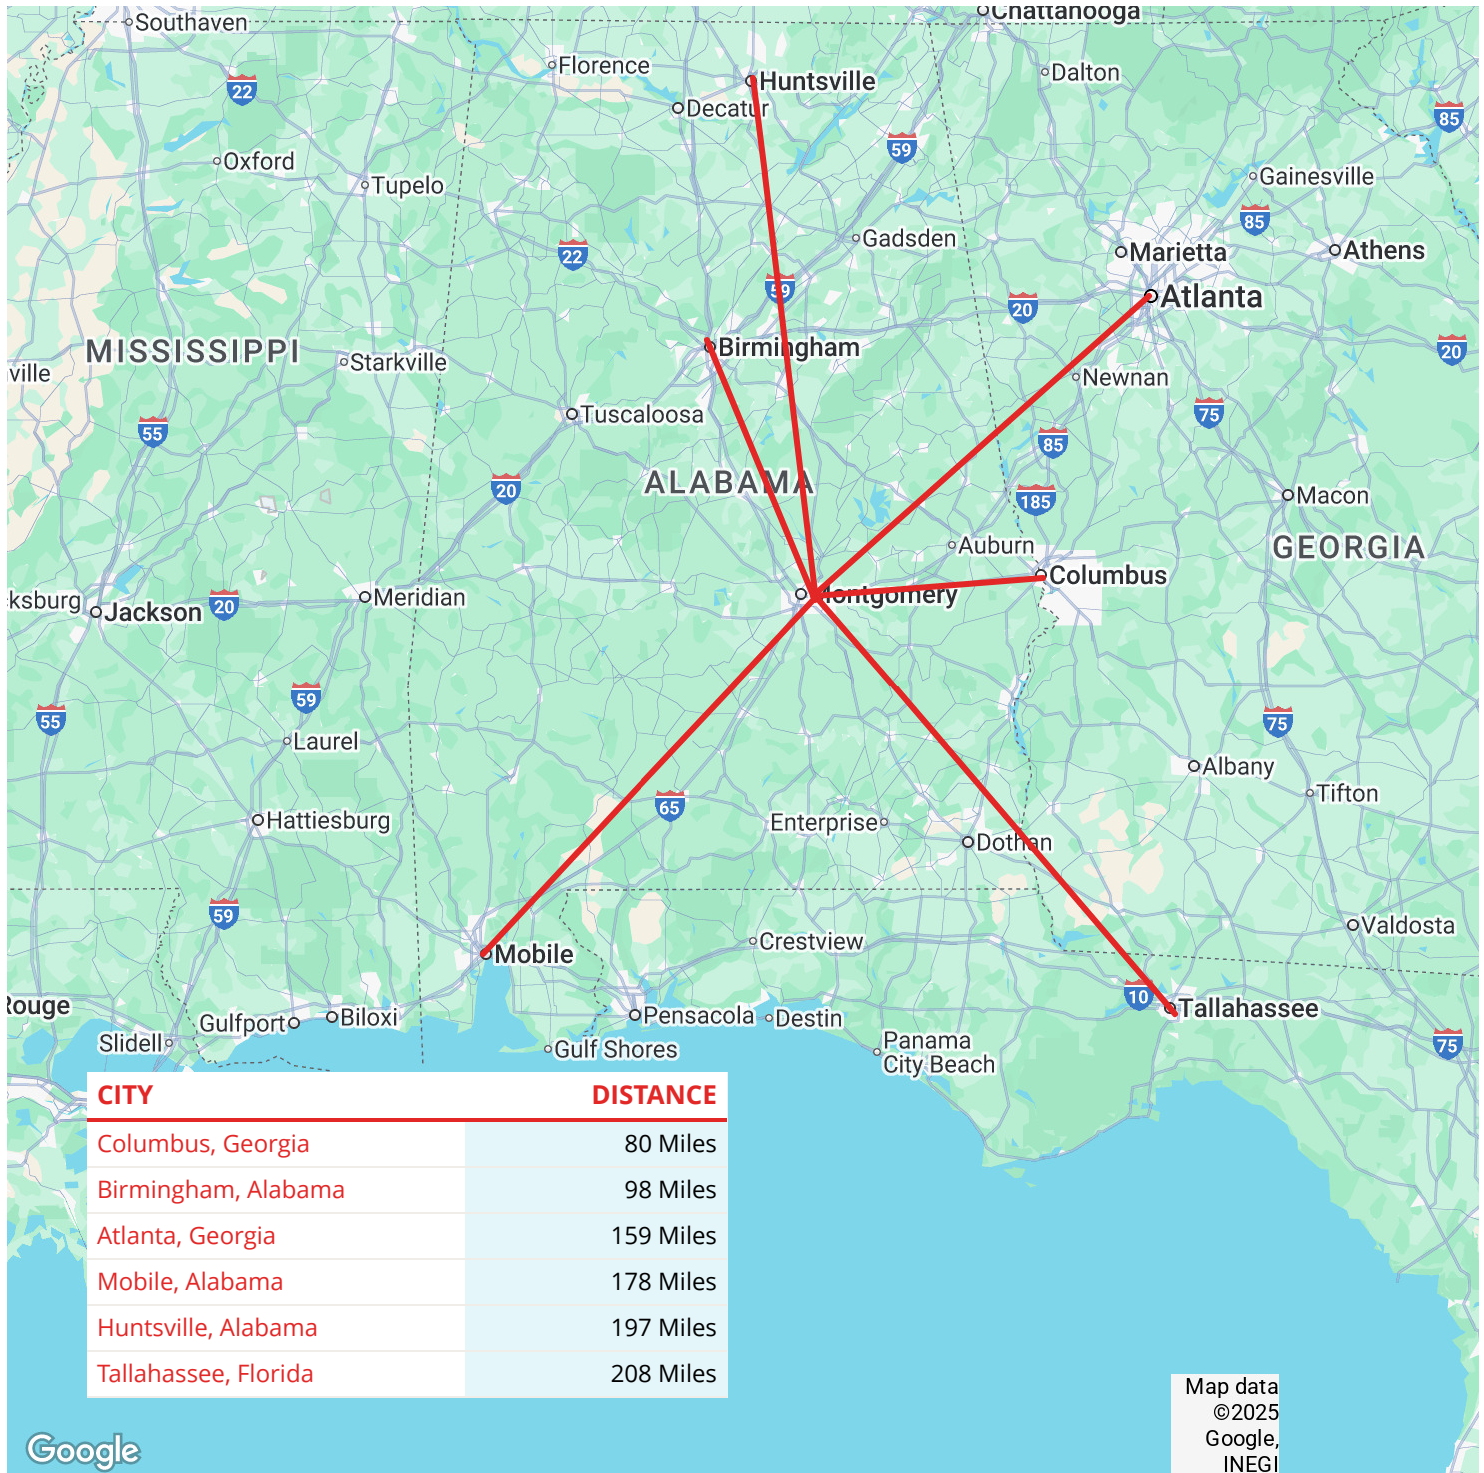 Chattanooga
Southaven
Florence
Huntsville
Dalton
22
Decatur
85
59
Oxford
Tupelo
Gainesville
85
Gadsden
22
Marietta
Athens
59
Atlanta
20
MISSISSIPPI
Birmingham
20
Starkville
ville
Newnan
Tuscaloosa
75
55
85
ALABAMA
20
185
Macon
Auburn
GEORGIA
Columbus
ksburg
Jackson
20
Meridian
Montgomery
59
55
75
Laurel
Albany
65
Tifton
Hattiesburg
Enterprise
Dothan
59
Valdosta
Crestview
Mobile
10
Rouge
Tallahassee
Gulfport
Biloxi
Pensacola
Destin
Slidell
Gulf Shores
Panama
City Beach
75
CITY DISTANCE
Columbus, Georgia 80 Miles
Birmingham, Alabama 98 Miles
Atlanta, Georgia 159 Miles
Mobile, Alabama 178 Miles
Huntsville, Alabama 197 Miles
Tallahassee, Florida 208 Miles
Map data
©2025
Google,
INEGI
Google